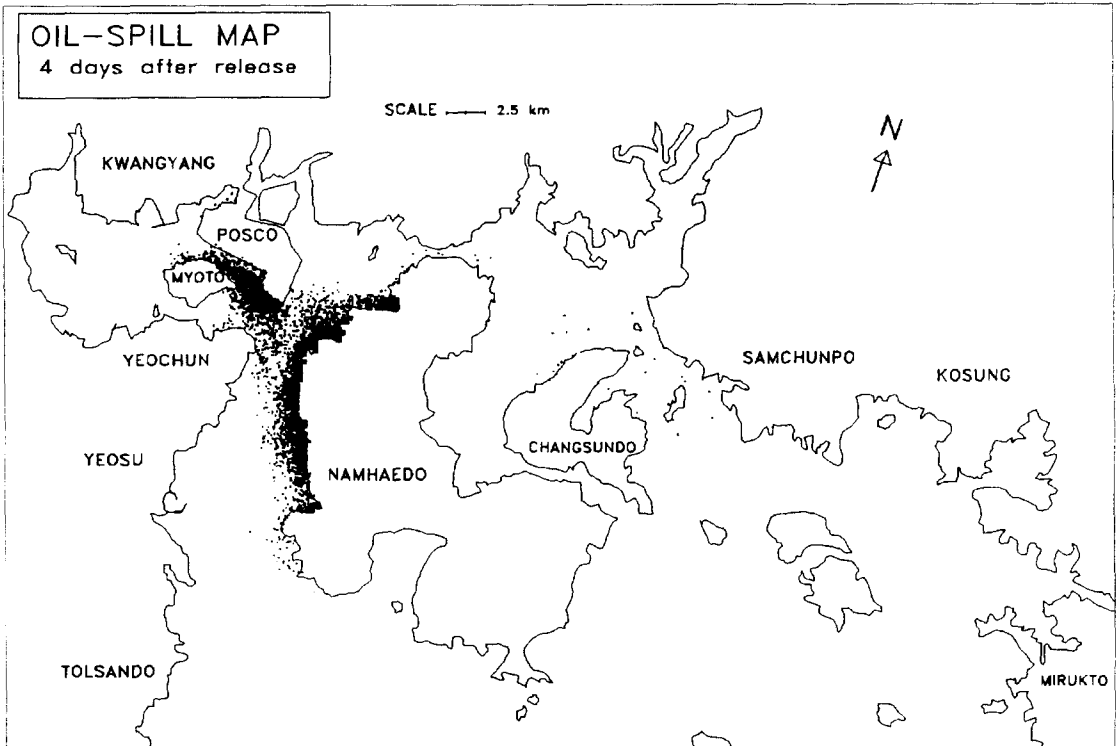 OIL-SPILL MAP
4 days after release
SCALE 2.5 km
N
KWANGYANG
POSCO
MYOTO
YEOCHUN
SAMCHUNPO
KOSUNG
YEOSU
NAMHAEDO
CHANGSUNDO
TOLSANDO
MIRUKTO